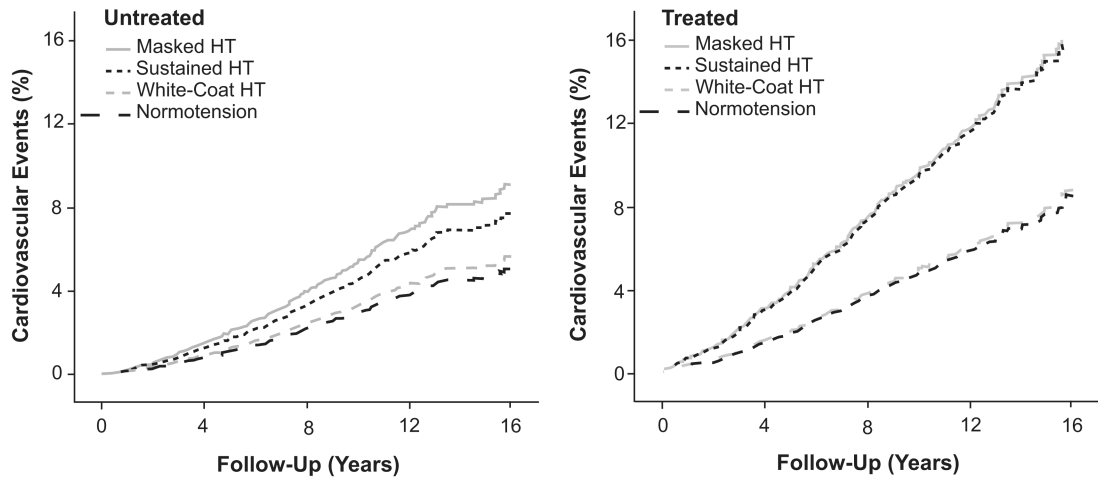 Untreated
Masked HT
Sustained HT
White-Coat HT
Normotension
Cardiovascular Events (%)
16
12
8
4
0
0 4 8 12 16
Follow-Up (Years)
Treated
Masked HT
Sustained HT
White-Coat HT
Normotension
Cardiovascular Events (%)
16
12
8
4
0
0 4 8 12 16
Follow-Up (Years)